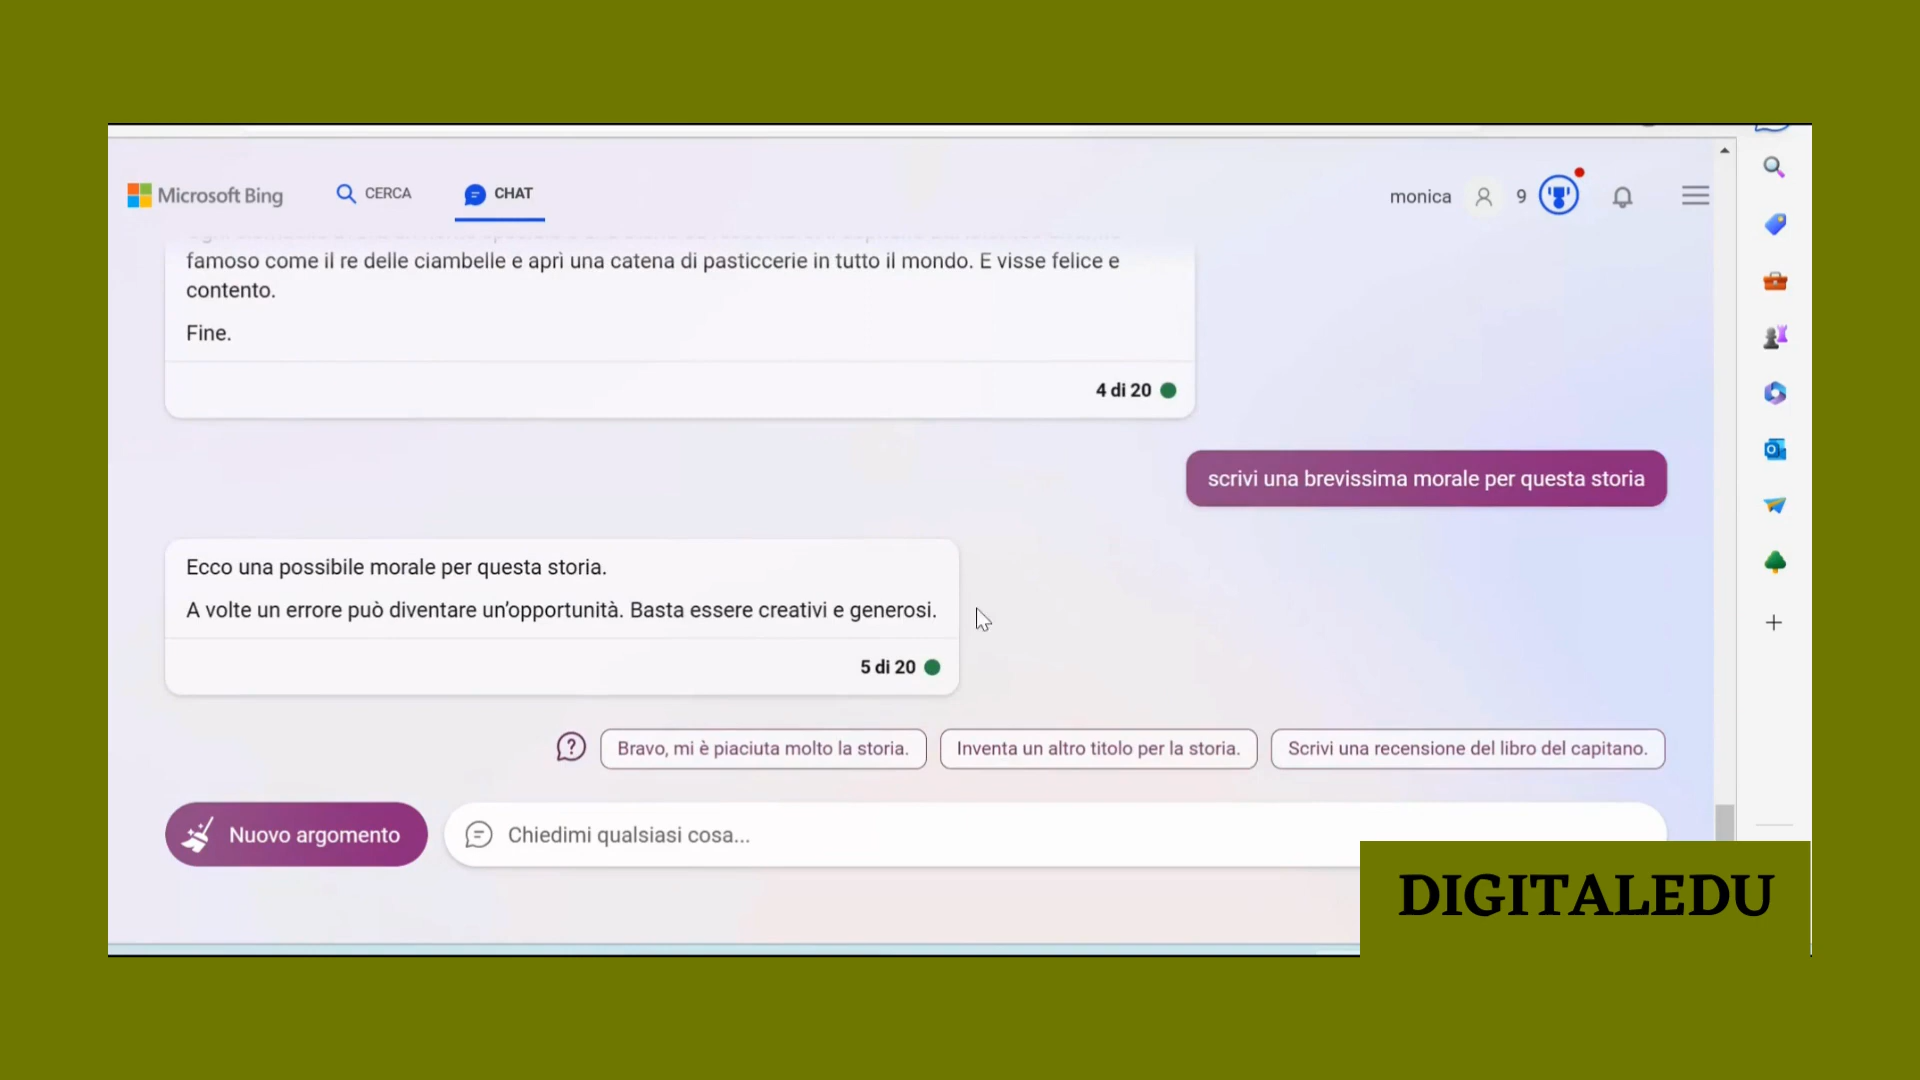 Microsoft Bing
CERCA
CHAT
monica
9
famoso come il re delle ciambelle e aprì una catena di pasticcerie in tutto il mondo. E visse felice e
contento.
Fine.
4 di 20
scrivi una brevissima morale per questa storia
Ecco una possibile morale per questa storia.
A volte un errore può diventare un'opportunità. Basta essere creativi e generosi.
5 di 20
Bravo, mi è piaciuta molto la storia.
Inventa un altro titolo per la storia.
Scrivi una recensione del libro del capitano.
Nuovo argomento
Chiedimi qualsiasi cosa...
DIGITALEDU